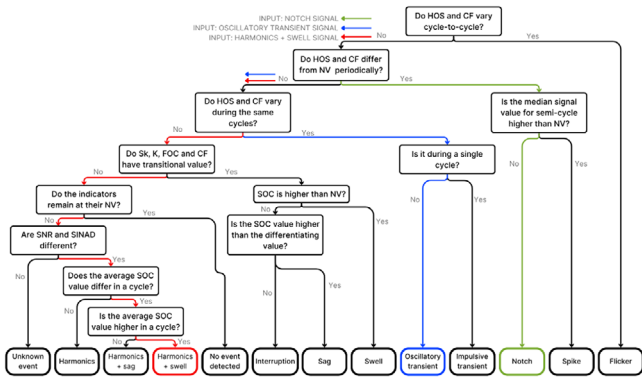 INPUT: NOTCH SIGNAL
INPUT: OSCILLATORY TRANSIENT SIGNAL
INPUT: HARMONICS + SWELL SIGNAL
Do HOS and CF vary
cycle-to-cycle?
No
Yes
Do HOS and CF differ
from NV periodically?
No
Yes
Do HOS and CF vary
during the same
cycles?
Is the median signal
value for semi-cycle
higher than NV?
No
Yes
No
Yes
Do Sk, K, FOC and CF
have transitional value?
Is it during a single
cycle?
No
Yes
No
Yes
Do the indicators
remain at their NV?
SOC is higher than NV?
No
Yes
No
Yes
Are SNR and SINAD
different?
Is the SOC value higher
than the differentiating
value?
No
Yes
No
Yes
Does the average SOC
value differ in a cycle?
No
Yes
Is the average SOC
value higher in a cycle?
No
Yes
Unknown
event
Harmonics
Harmonics
+ sag
Harmonics
+ swell
No event
detected
Interruption
Sag
Swell
Oscillatory
transient
Impulsive
transient
Notch
Spike
Flicker